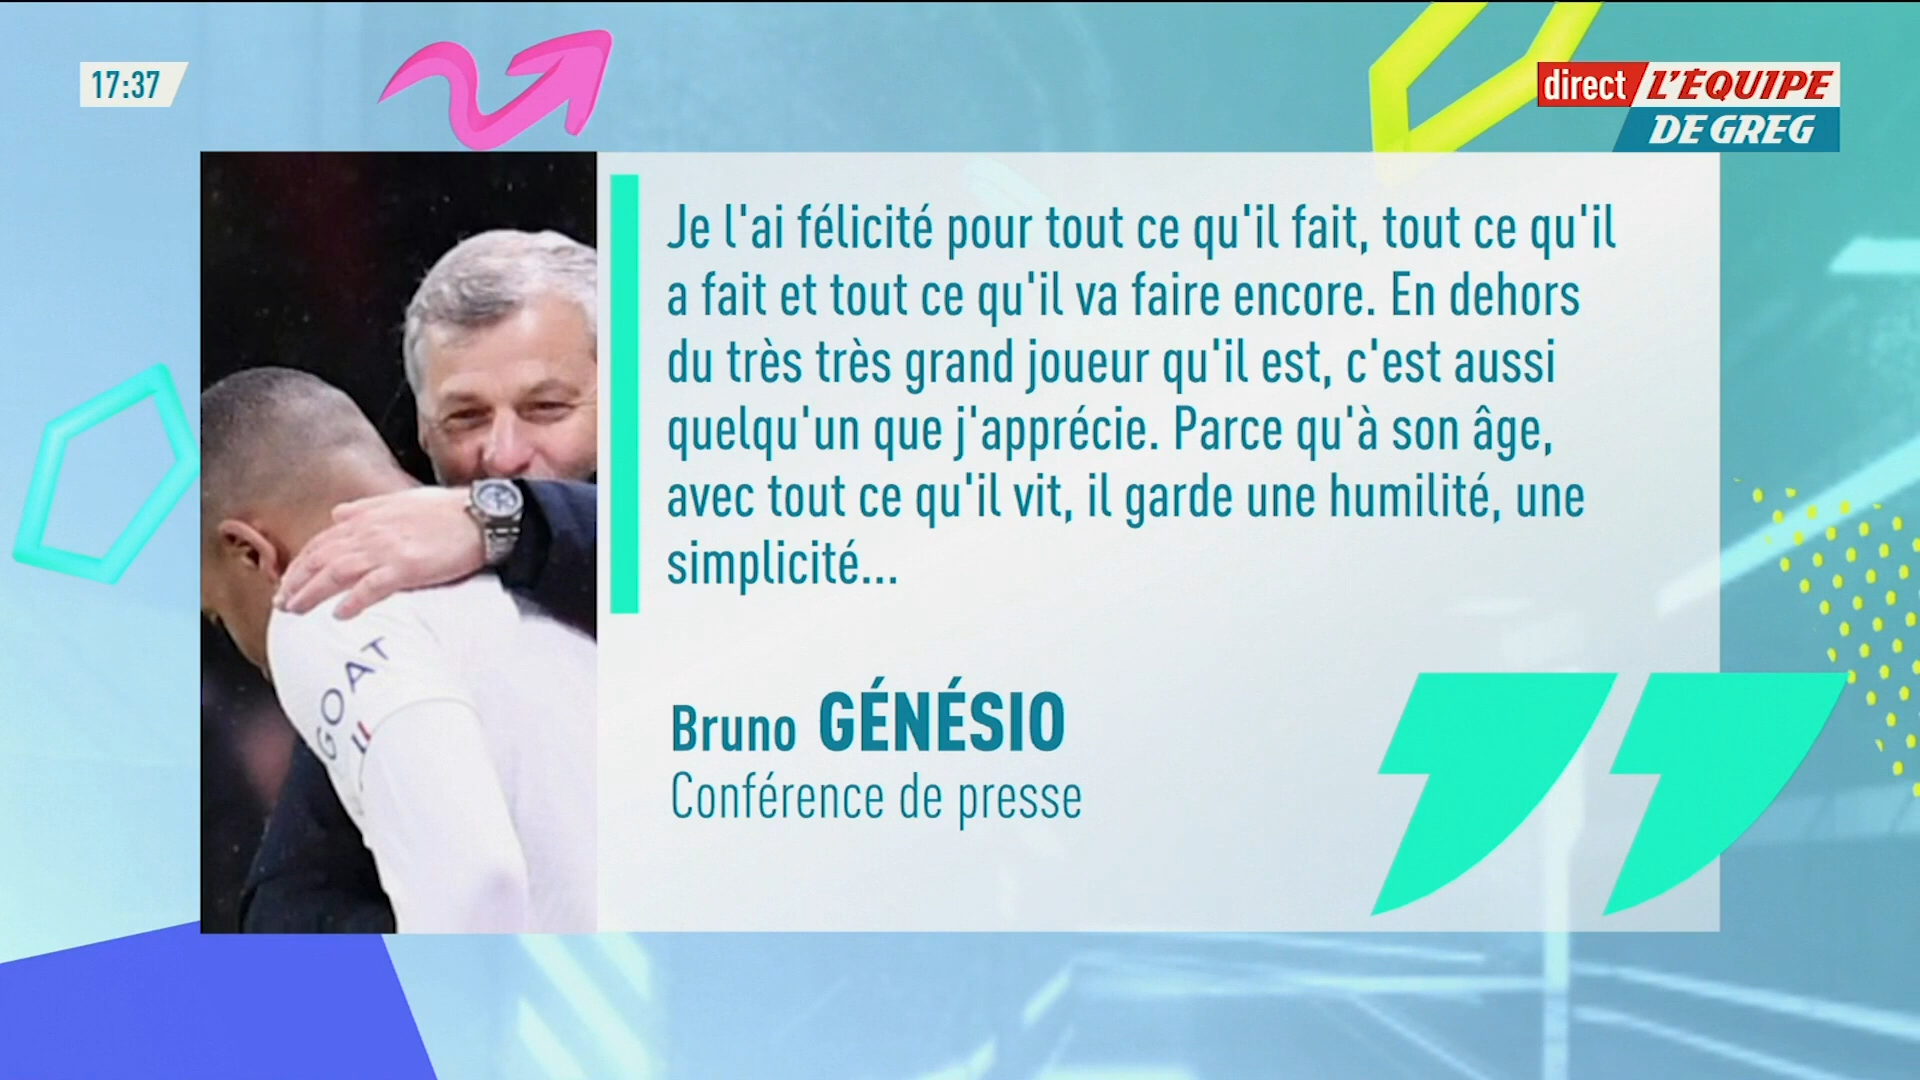 17:37
direct L'ÉQUIPE
DE GREG
Je l'ai félicité pour tout ce qu'il fait, tout ce qu'il
a fait et tout ce qu'il va faire encore. En dehors
du très très grand joueur qu'il est, c'est aussi
quelqu'un que j'apprécie. Parce qu'à son âge,
avec tout ce qu'il vit, il garde une humilité, une
simplicité...
GOAT
Bruno GÉNÉSIO
Conférence de presse